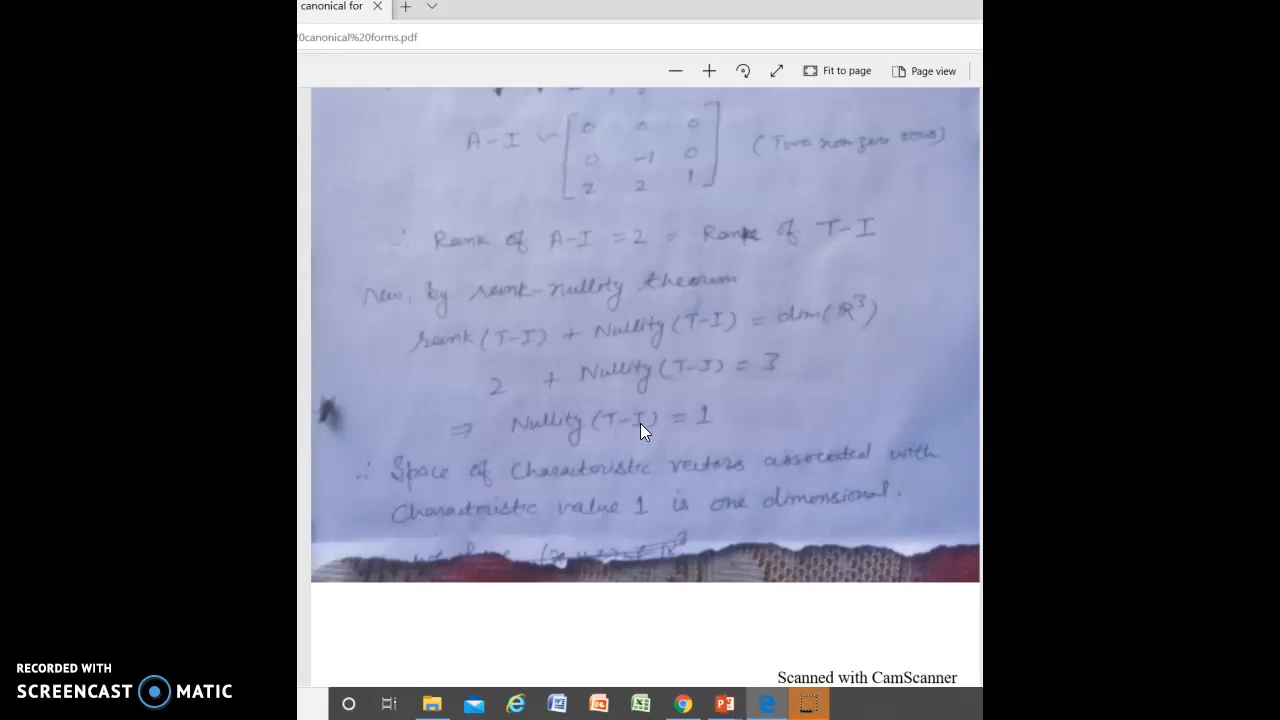 canonical for
0canonical%20forms.pdf
Fit to page
Page view
A-I ~ [0 0 0
0 -1 0
2 2 1] (Two non zero rows)
∴ Rank of A-I = 2 = Rank of T-I
Now, by rank-nullity theorem
rank (T-I) + Nullity (T-I) = dim(ℝ³)
2 + Nullity (T-I) = 3
⇒ Nullity (T-I) = 1
∴ Space of Characteristic vectors associated with
Charactristic value 1 is one dimensional.
Scanned with CamScanner
RECORDED WITH
SCREENCAST MATIC